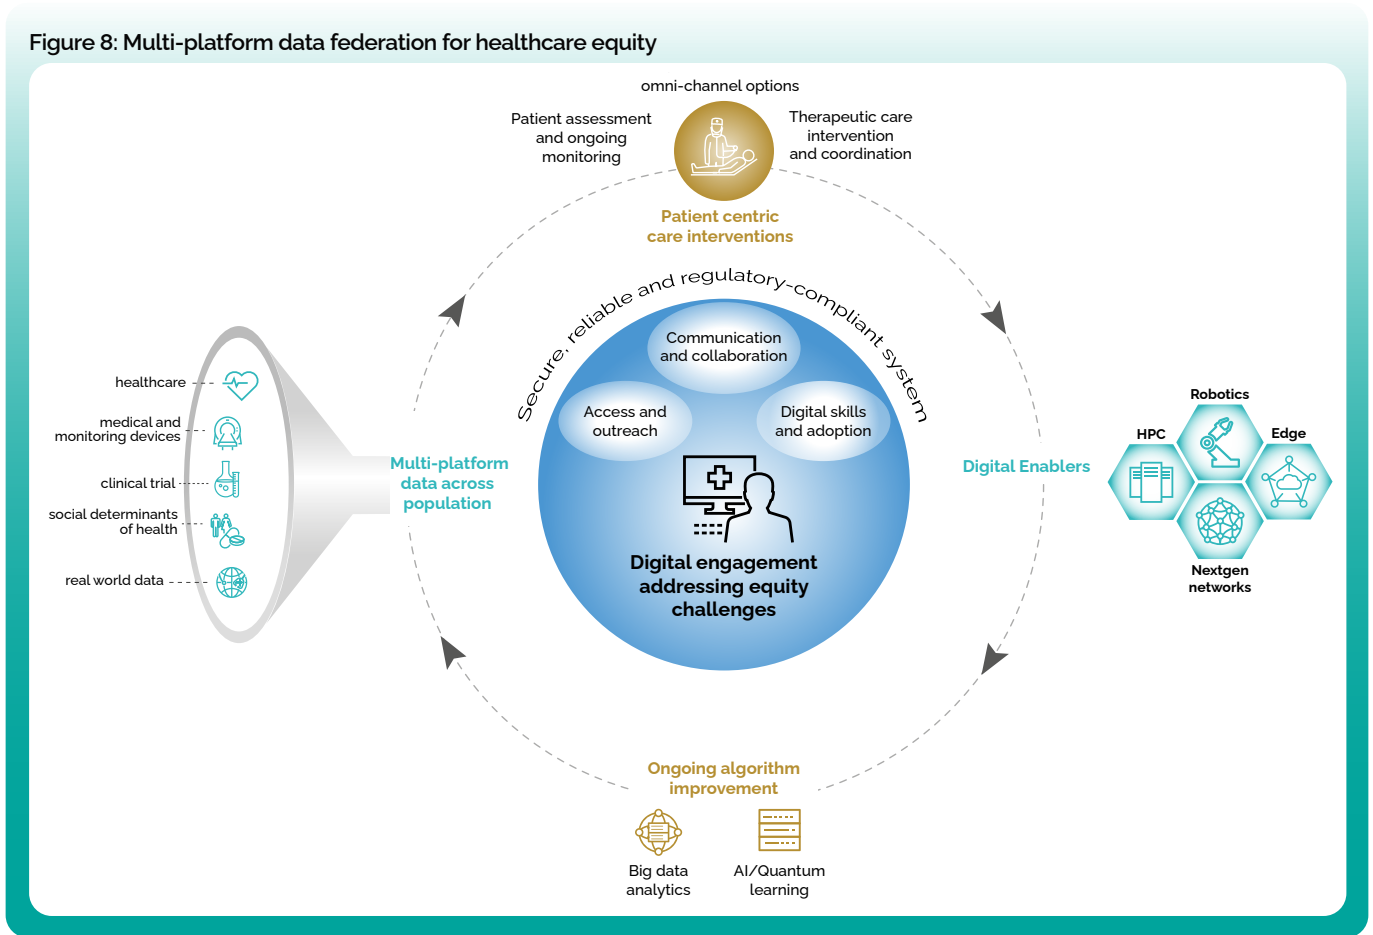 Figure 8: Multi-platform data federation for healthcare equity
omni-channel options
Patient assessment
and ongoing
monitoring
Therapeutic care
intervention
and coordination
Patient centric
care interventions
Secure, reliable and regulatory-compliant system
Communication
and collaboration
Access and
outreach
Digital skills
and adoption
Digital engagement
addressing equity
challenges
healthcare
medical and
monitoring devices
clinical trial
social determinants
of health
real world data
Multi-platform
data across
population
Digital Enablers
Robotics
HPC
Edge
Nextgen
networks
Ongoing algorithm
improvement
Big data
analytics
AI/Quantum
learning